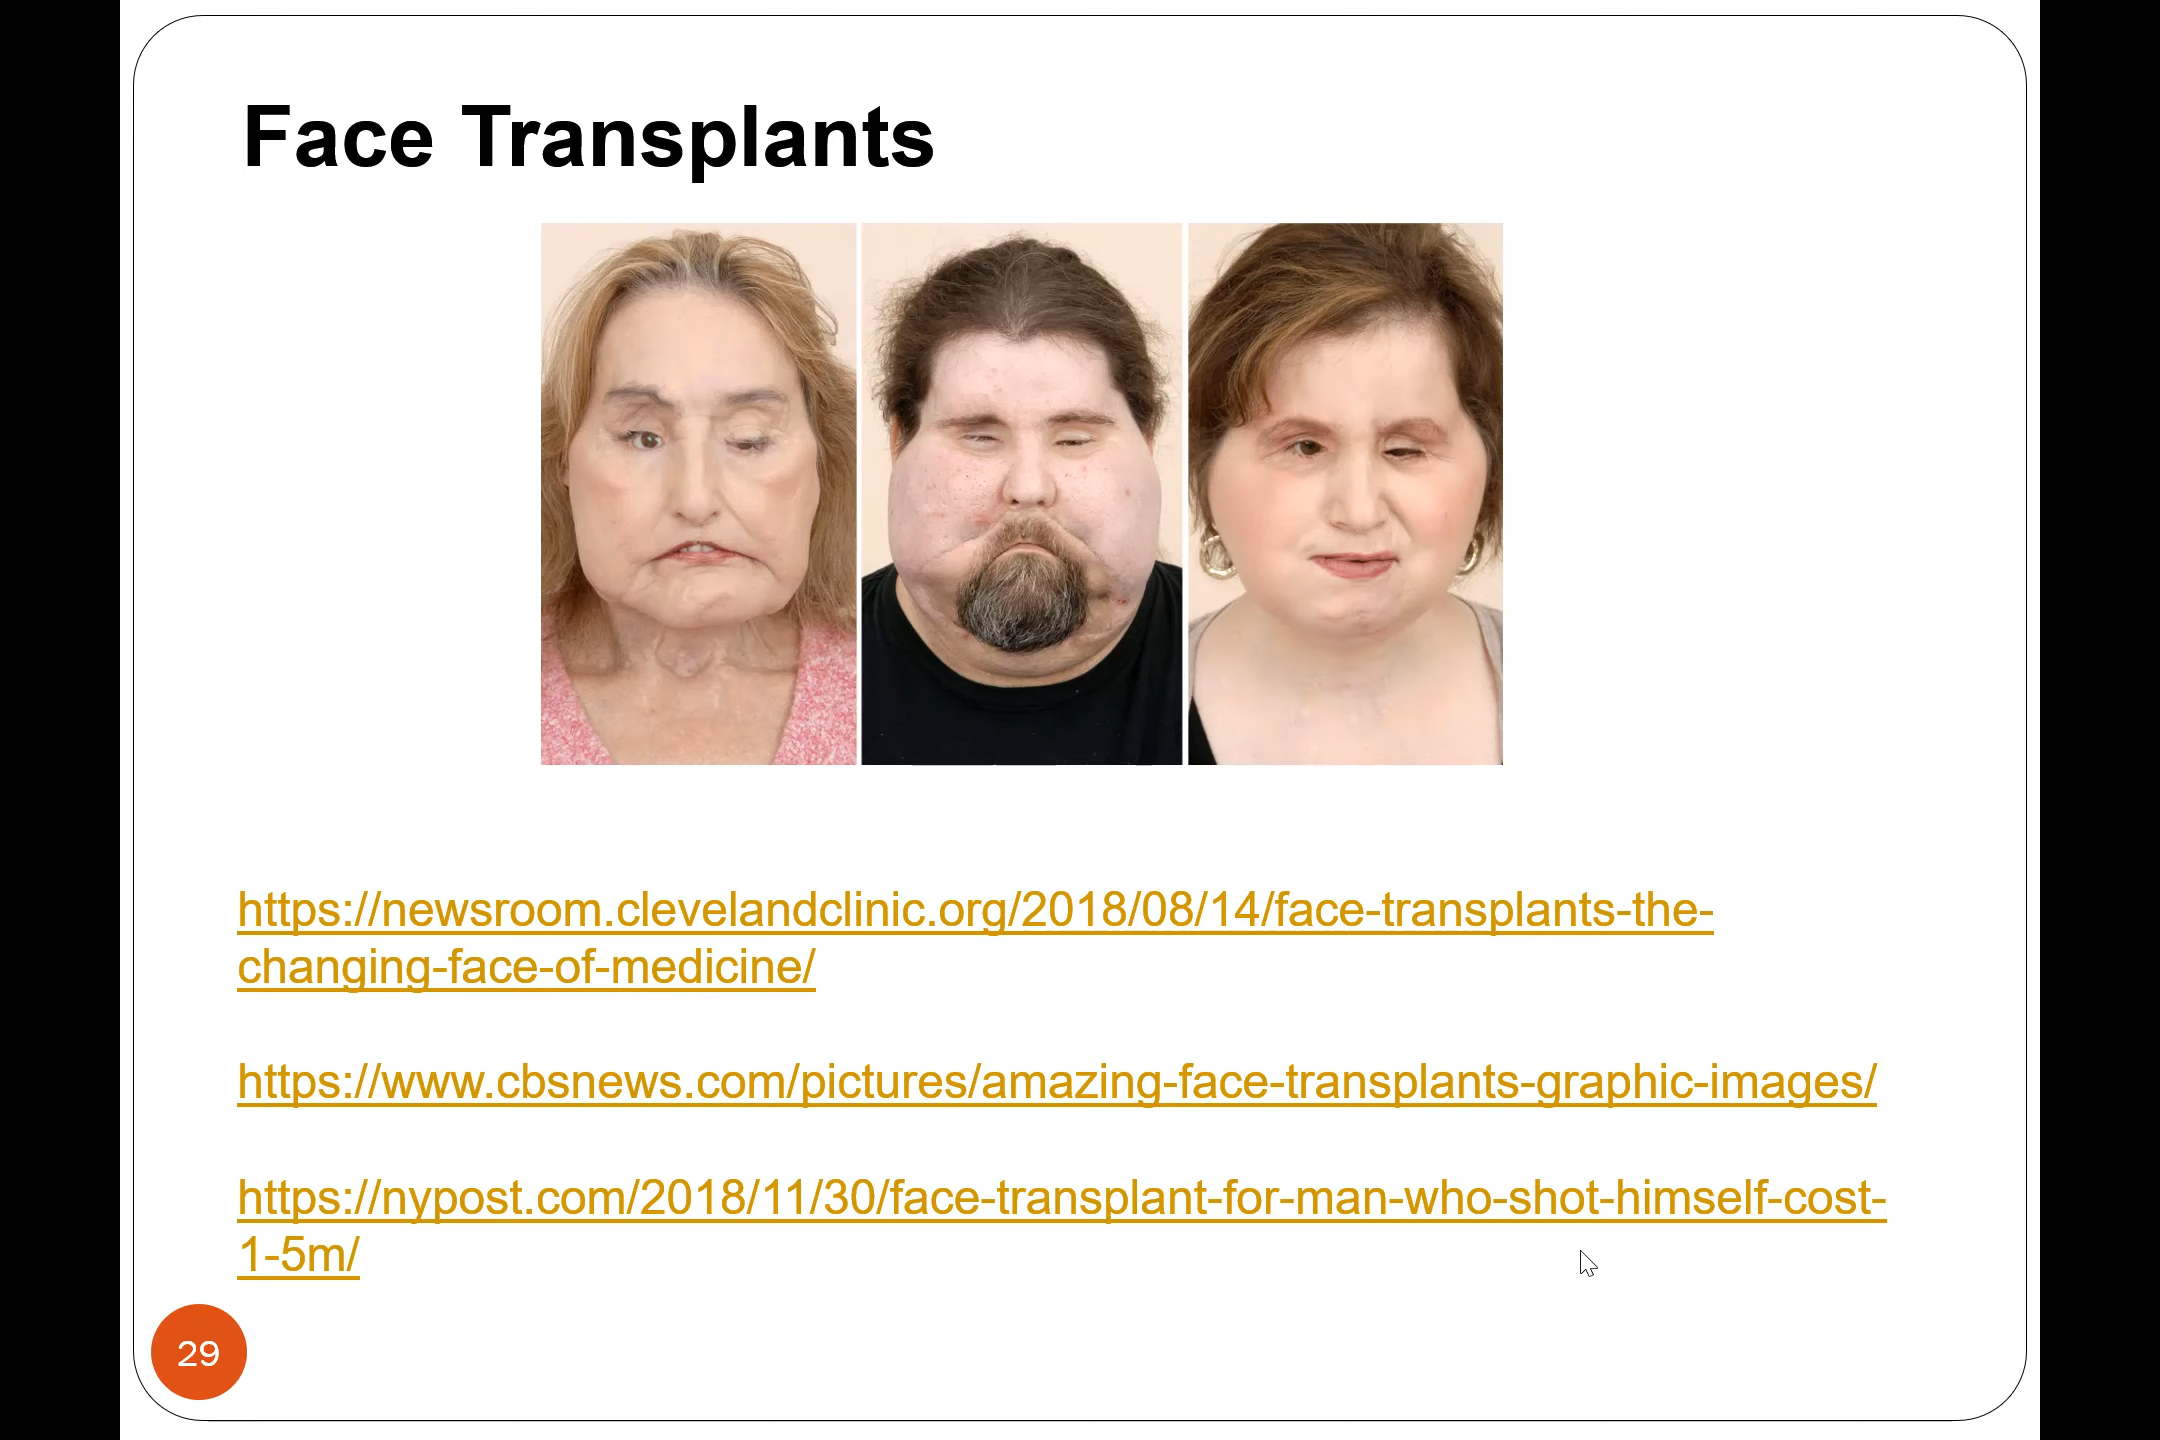 Face Transplants
https://newsroom.clevelandclinic.org/2018/08/14/face-transplants-the-
changing-face-of-medicine/
https://www.cbsnews.com/pictures/amazing-face-transplants-graphic-images/
https://nypost.com/2018/11/30/face-transplant-for-man-who-shot-himself-cost-
1-5m/
29